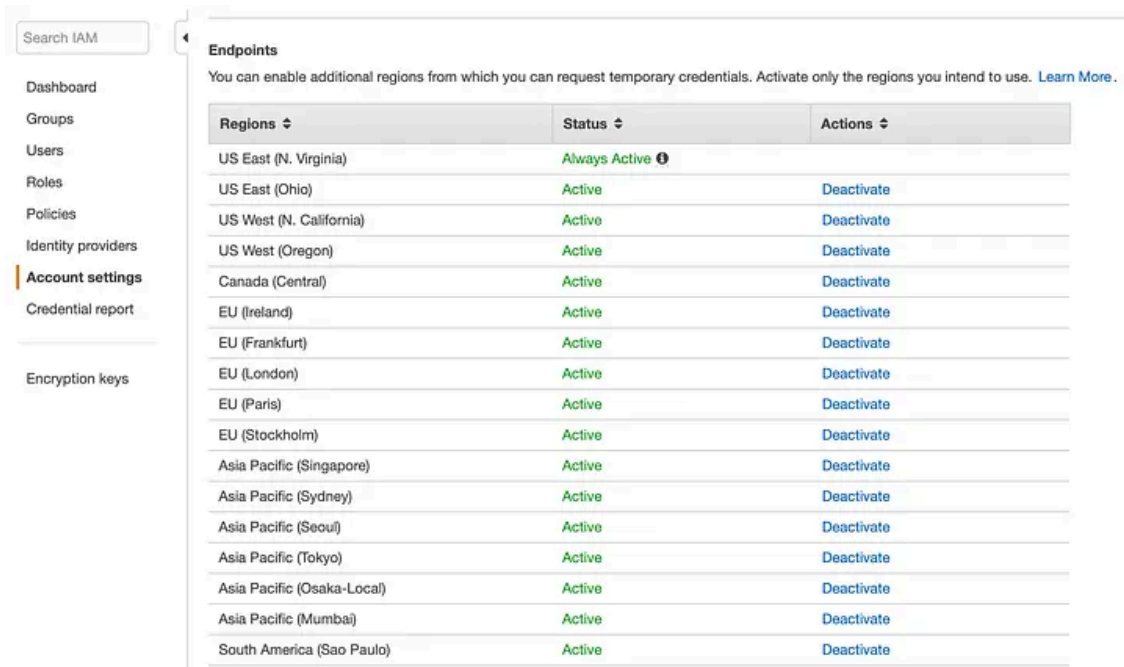 Search IAM
Dashboard
Groups
Users
Roles
Policies
Identity providers
Account settings
Credential report
Encryption keys
Endpoints
You can enable additional regions from which you can request temporary credentials. Activate only the regions you intend to use. Learn More.
Regions Status Actions
US East (N. Virginia) Always Active
US East (Ohio) Active Deactivate
US West (N. California) Active Deactivate
US West (Oregon) Active Deactivate
Canada (Central) Active Deactivate
EU (Ireland) Active Deactivate
EU (Frankfurt) Active Deactivate
EU (London) Active Deactivate
EU (Paris) Active Deactivate
EU (Stockholm) Active Deactivate
Asia Pacific (Singapore) Active Deactivate
Asia Pacific (Sydney) Active Deactivate
Asia Pacific (Seoul) Active Deactivate
Asia Pacific (Tokyo) Active Deactivate
Asia Pacific (Osaka-Local) Active Deactivate
Asia Pacific (Mumbai) Active Deactivate
South America (Sao Paulo) Active Deactivate